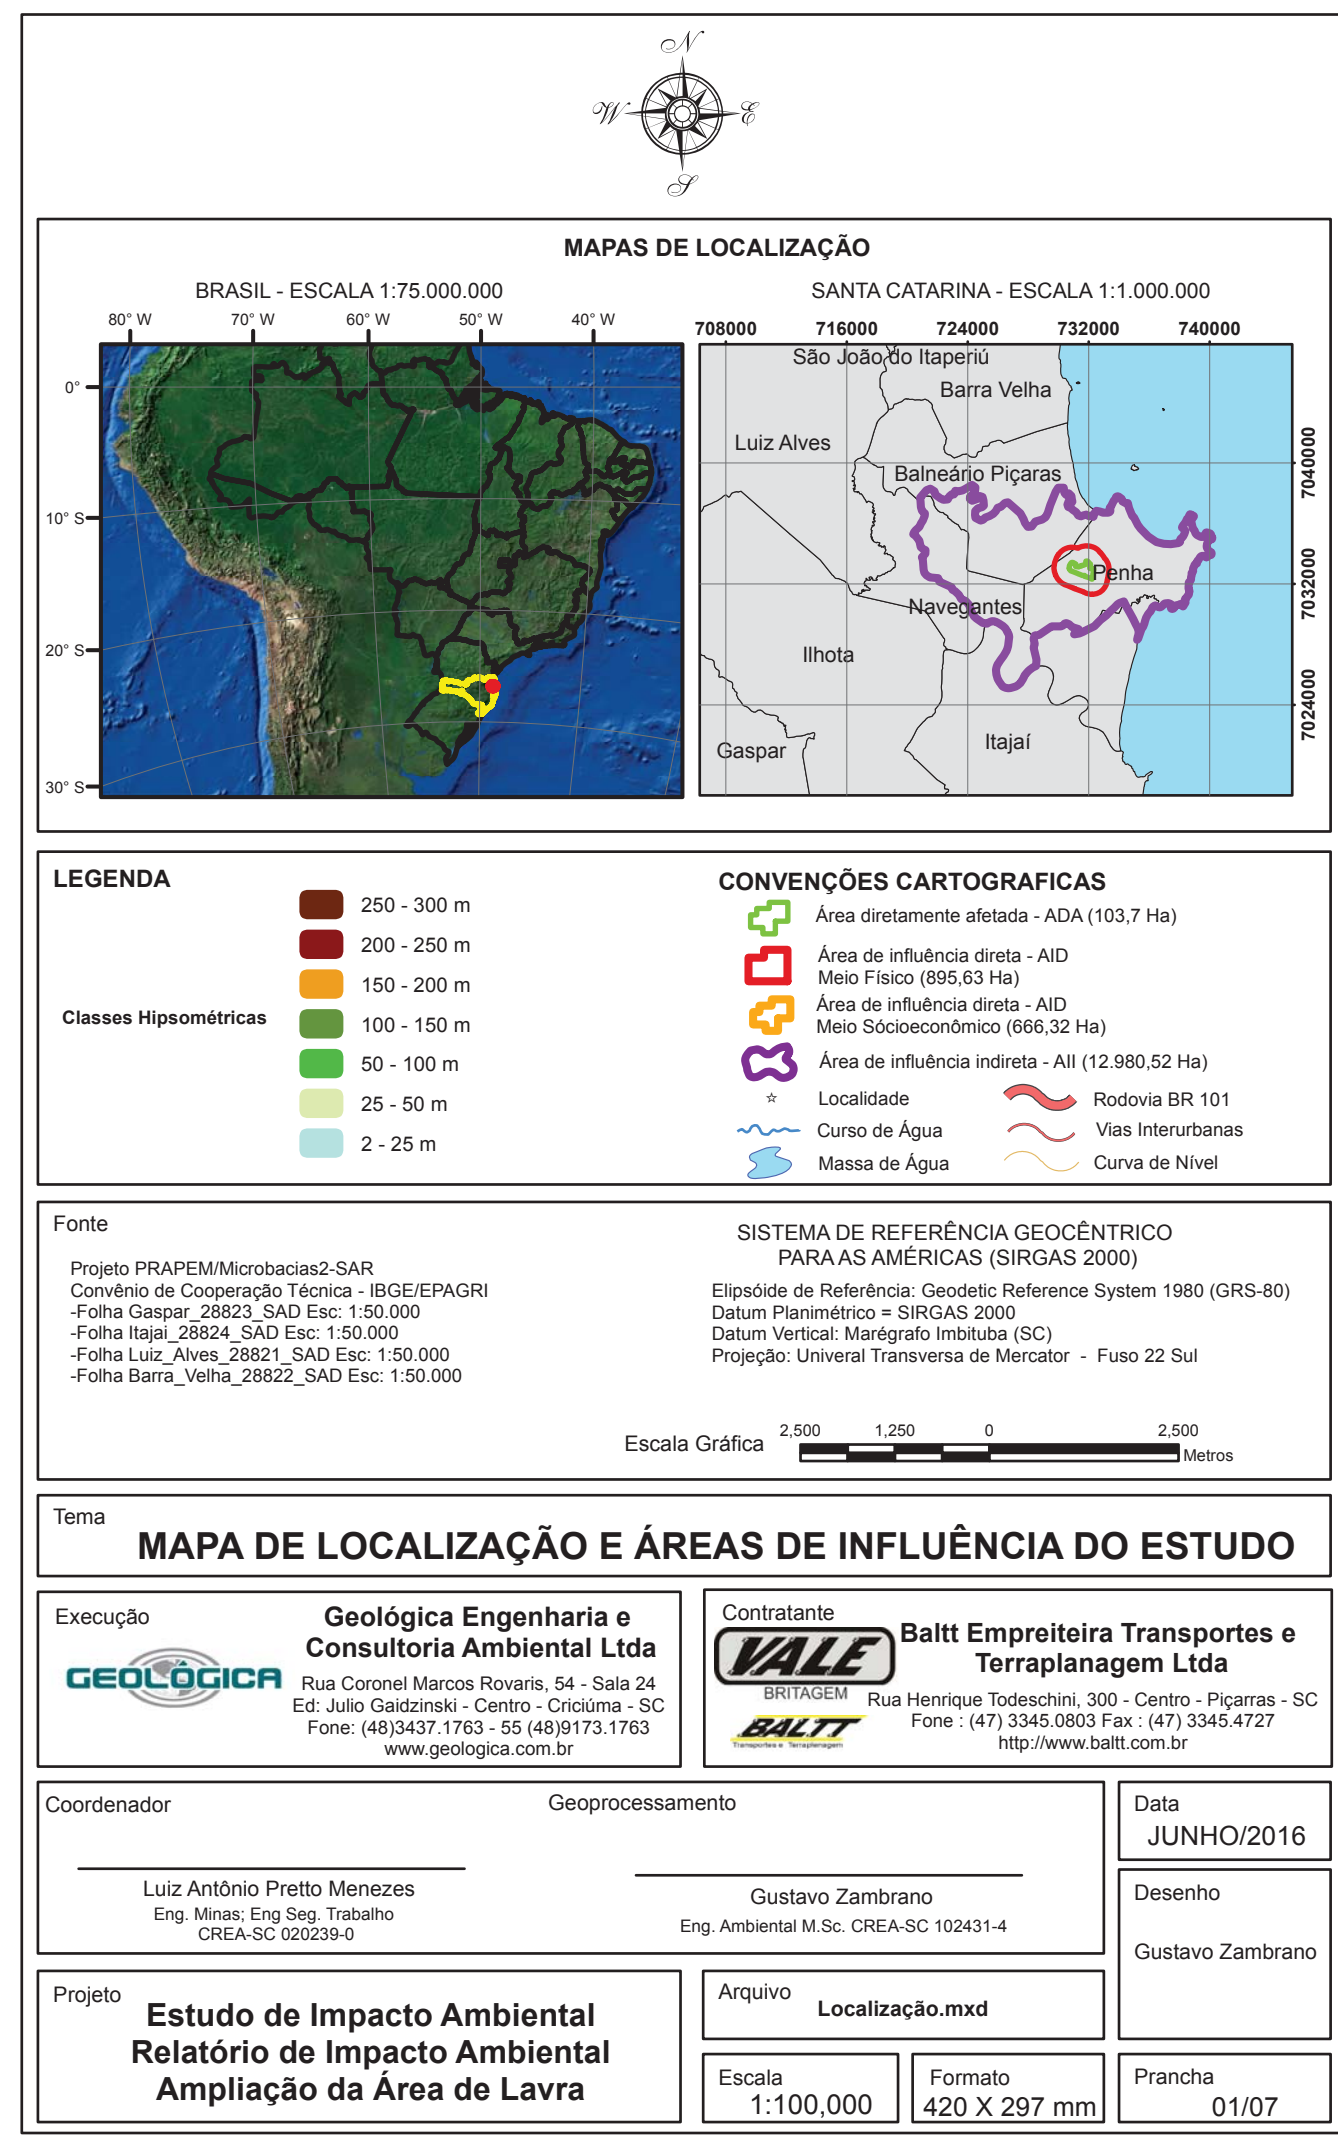 N
W
E
S
MAPAS DE LOCALIZAÇÃO
BRASIL - ESCALA 1:75.000.000
80° W
70° W
60° W
50° W
40° W
0°
10° S
20° S
30° S
SANTA CATARINA - ESCALA 1:1.000.000
708000
716000
724000
732000
740000
São João do Itaperiú
Barra Velha
Luiz Alves
Balneário Piçaras
Penha
Navegantes
Ilhota
Gaspar
Itajaí
7040000
7032000
7024000
LEGENDA
Classes Hipsométricas
250 - 300 m
200 - 250 m
150 - 200 m
100 - 150 m
50 - 100 m
25 - 50 m
2 - 25 m
CONVENÇÕES CARTOGRAFICAS
Área diretamente afetada - ADA (103,7 Ha)
Área de influência direta - AID
Meio Físico (895,63 Ha)
Área de influência direta - AID
Meio Sócioeconômico (666,32 Ha)
Área de influência indireta - AII (12.980,52 Ha)
Localidade
Curso de Água
Massa de Água
Rodovia BR 101
Vias Interurbanas
Curva de Nível
Fonte
Projeto PRAPEM/Microbacias2-SAR
Convênio de Cooperação Técnica - IBGE/EPAGRI
-Folha Gaspar_28823_SAD Esc: 1:50.000
-Folha Itajai_28824_SAD Esc: 1:50.000
-Folha Luiz_Alves_28821_SAD Esc: 1:50.000
-Folha Barra_Velha_28822_SAD Esc: 1:50.000
SISTEMA DE REFERÊNCIA GEOCÊNTRICO
PARA AS AMÉRICAS (SIRGAS 2000)
Elipsóide de Referência: Geodetic Reference System 1980 (GRS-80)
Datum Planimétrico = SIRGAS 2000
Datum Vertical: Marégrafo Imbituba (SC)
Projeção: Univeral Transversa de Mercator - Fuso 22 Sul
Escala Gráfica
2,500 1,250 0 2,500
Metros
Tema
MAPA DE LOCALIZAÇÃO E ÁREAS DE INFLUÊNCIA DO ESTUDO
Execução
GEOLÓGICA
Geológica Engenharia e
Consultoria Ambiental Ltda
Rua Coronel Marcos Rovaris, 54 - Sala 24
Ed: Julio Gaidzinski - Centro - Criciúma - SC
Fone: (48)3437.1763 - 55 (48)9173.1763
www.geologica.com.br
Contratante
VALE
BRITAGEM
BALTT
Transportes e Terraplenagem
Baltt Empreiteira Transportes e
Terraplanagem Ltda
Rua Henrique Todeschini, 300 - Centro - Piçarras - SC
Fone : (47) 3345.0803 Fax : (47) 3345.4727
http://www.baltt.com.br
Coordenador
Luiz Antônio Pretto Menezes
Eng. Minas; Eng Seg. Trabalho
CREA-SC 020239-0
Geoprocessamento
Gustavo Zambrano
Eng. Ambiental M.Sc. CREA-SC 102431-4
Data
JUNHO/2016
Desenho
Gustavo Zambrano
Projeto
Estudo de Impacto Ambiental
Relatório de Impacto Ambiental
Ampliação da Área de Lavra
Arquivo
Localização.mxd
Escala
1:100,000
Formato
420 X 297 mm
Prancha
01/07